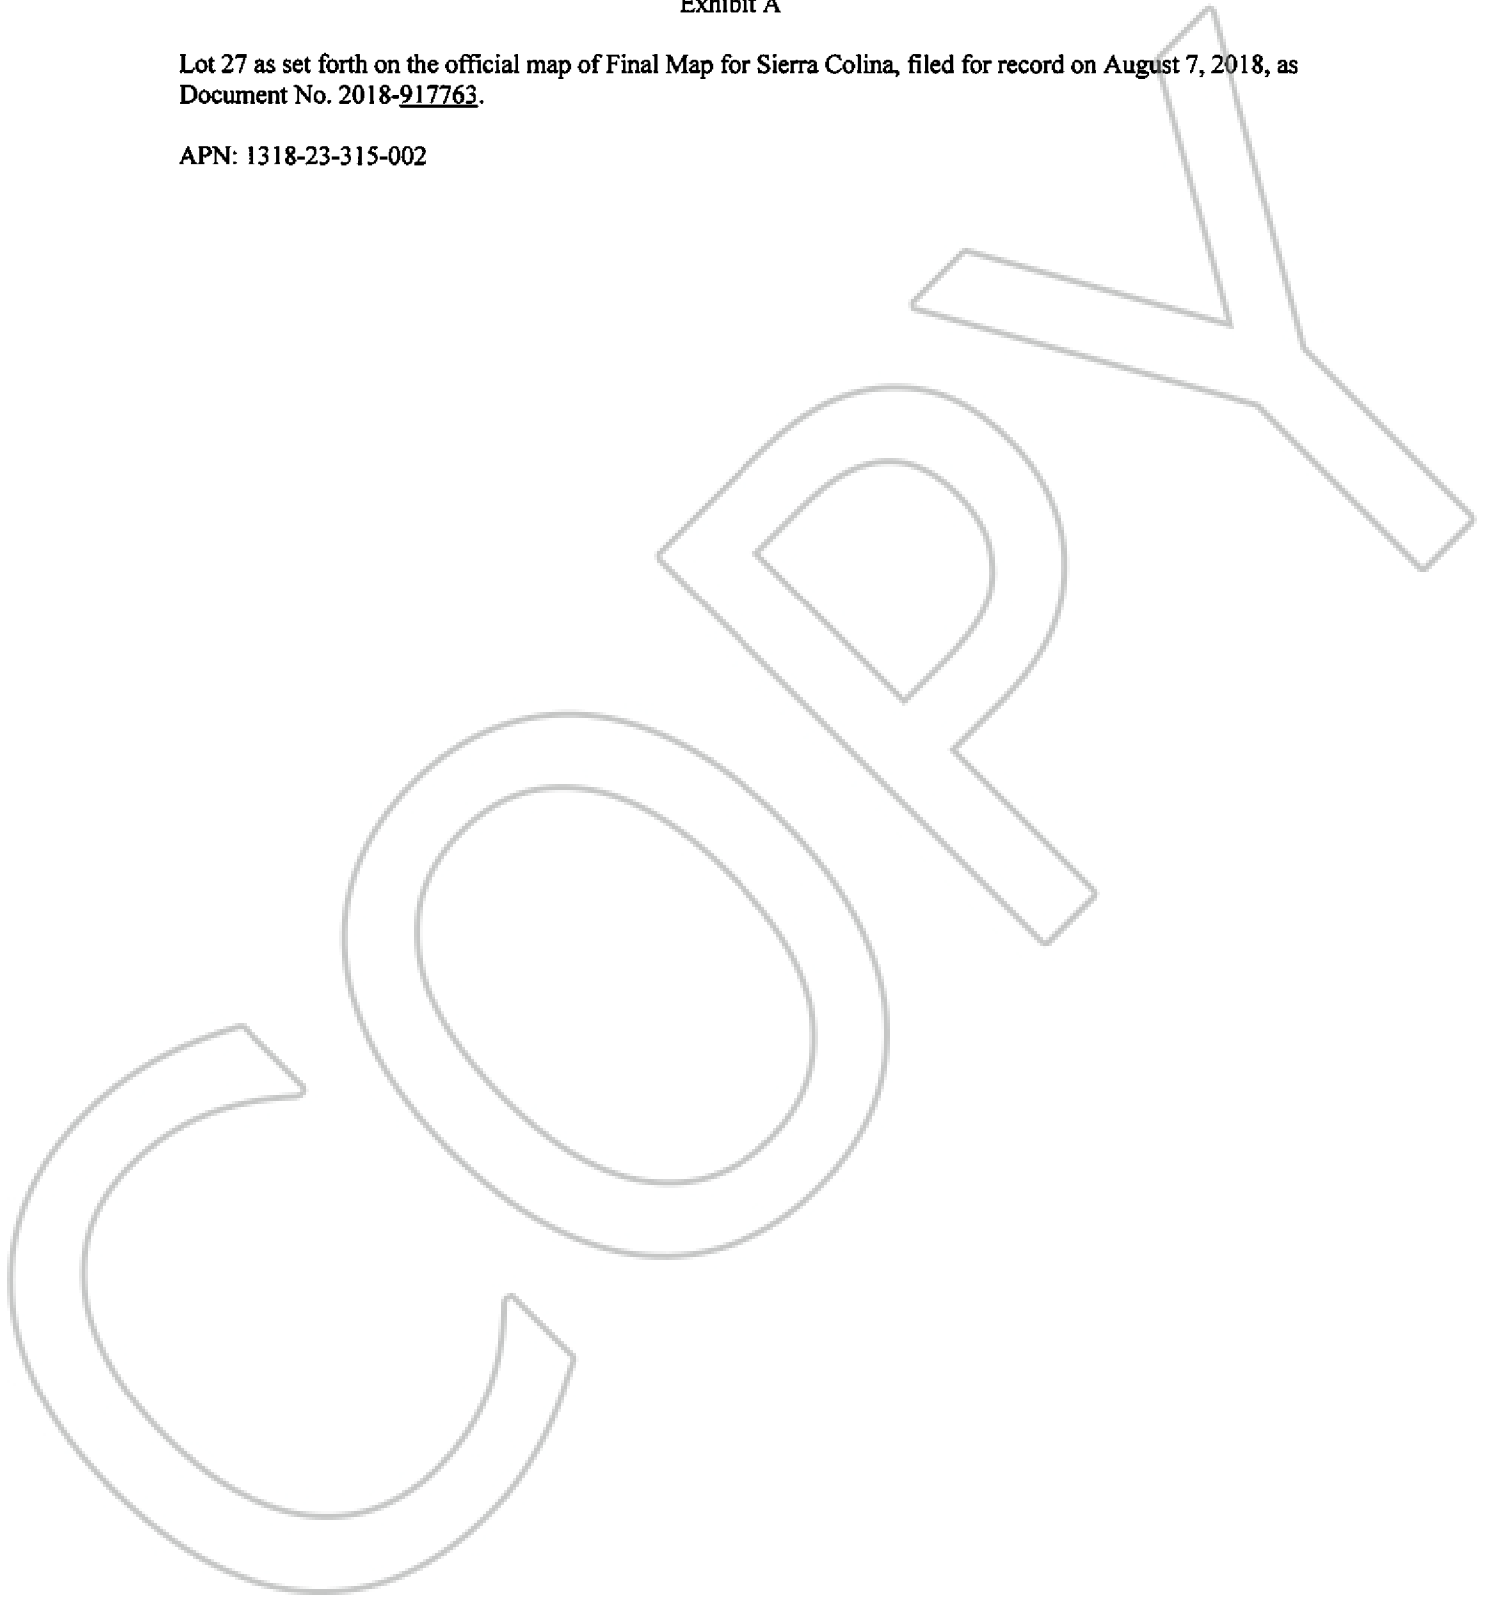 Exhibit A
Lot 27 as set forth on the official map of Final Map for Sierra Colina, filed for record on August 7, 2018, as
Document No. 2018-917763.
APN: 1318-23-315-002
COPY